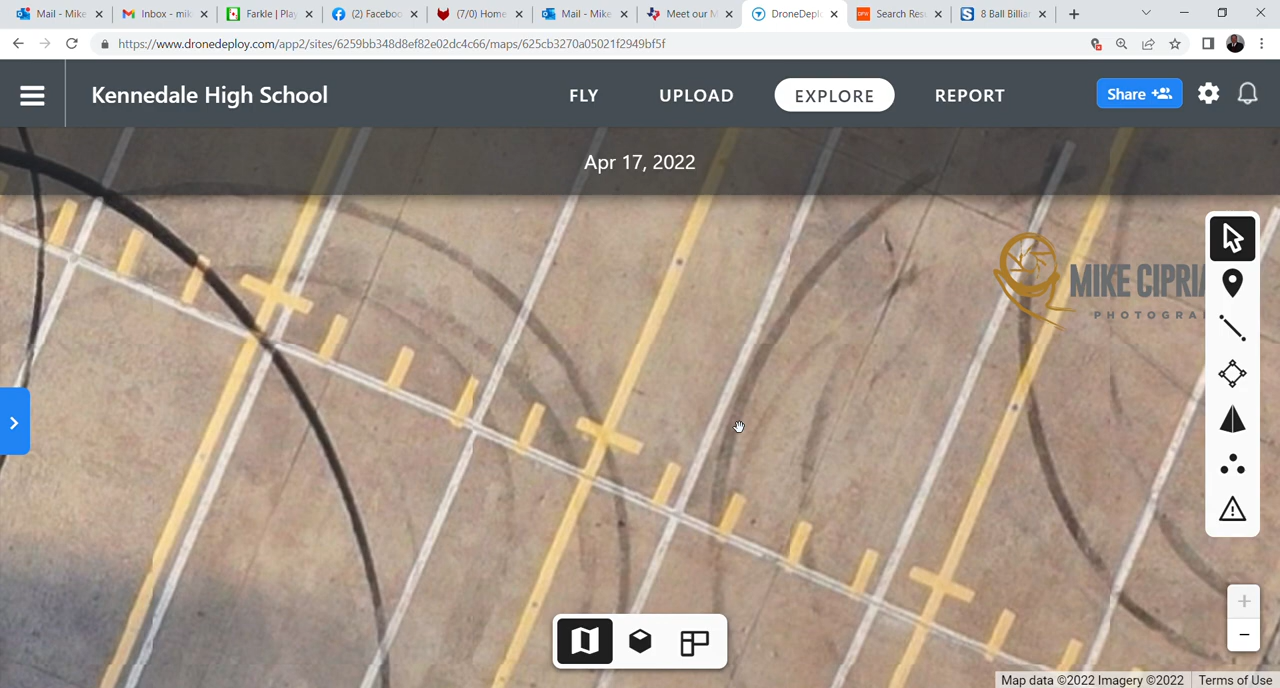 Mail - Mike
Inbox - mik
Farkle | Play
(2) Faceboo
(7/0) Home
Mail - Mike
Meet our M
DroneDepl
Search Resu
8 Ball Billiar
https://www.dronedeploy.com/app2/sites/6259bb348d8ef82e02dc4c66/maps/625cb3270a05021f2949bf5f
Kennedale High School
FLY
UPLOAD
EXPLORE
REPORT
Share
Apr 17, 2022
MIKE CIPRIA
PHOTOGRA
Map data ©2022 Imagery ©2022
Terms of Use